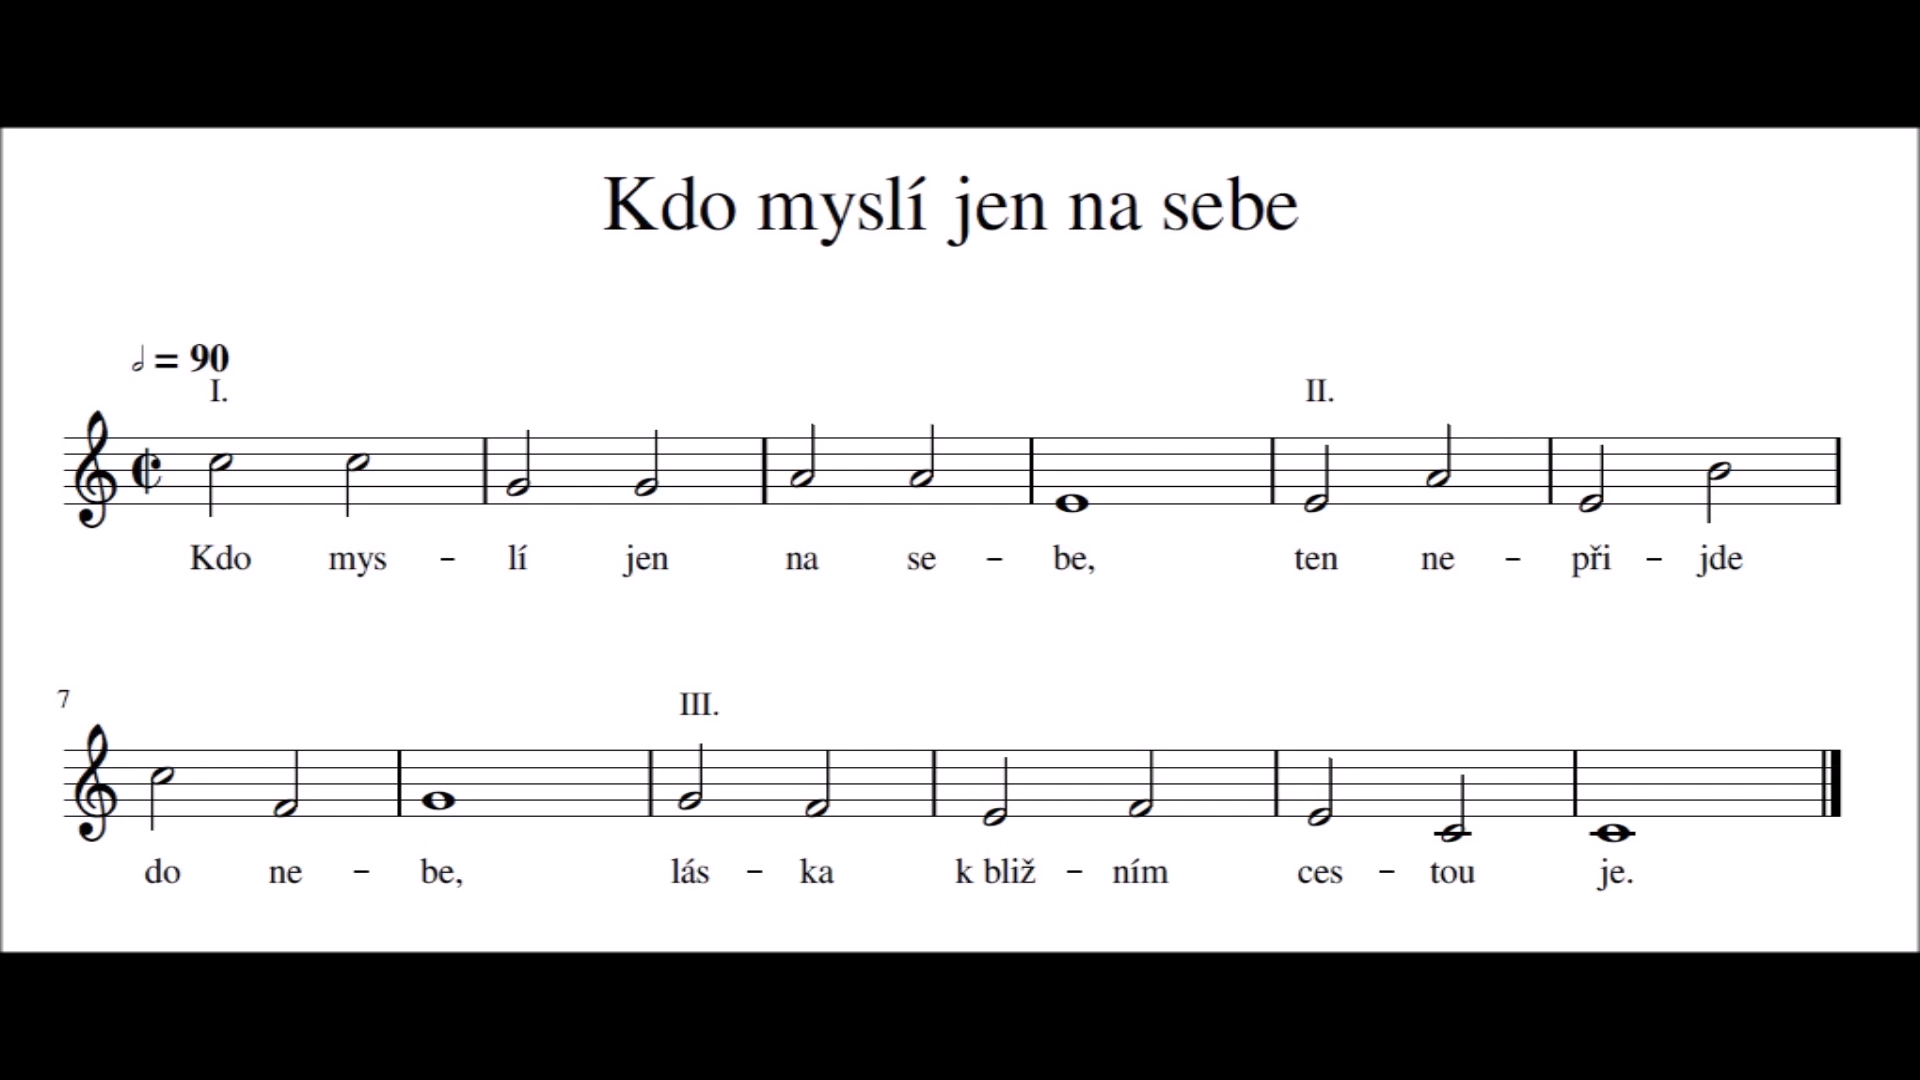 Kdo myslí jen na sebe
= 90
I. II.
Kdo mys - lí jen na se - be, ten ne - při - jde
7
III.
do ne - be, lás - ka k bliž - ním ces - tou je.